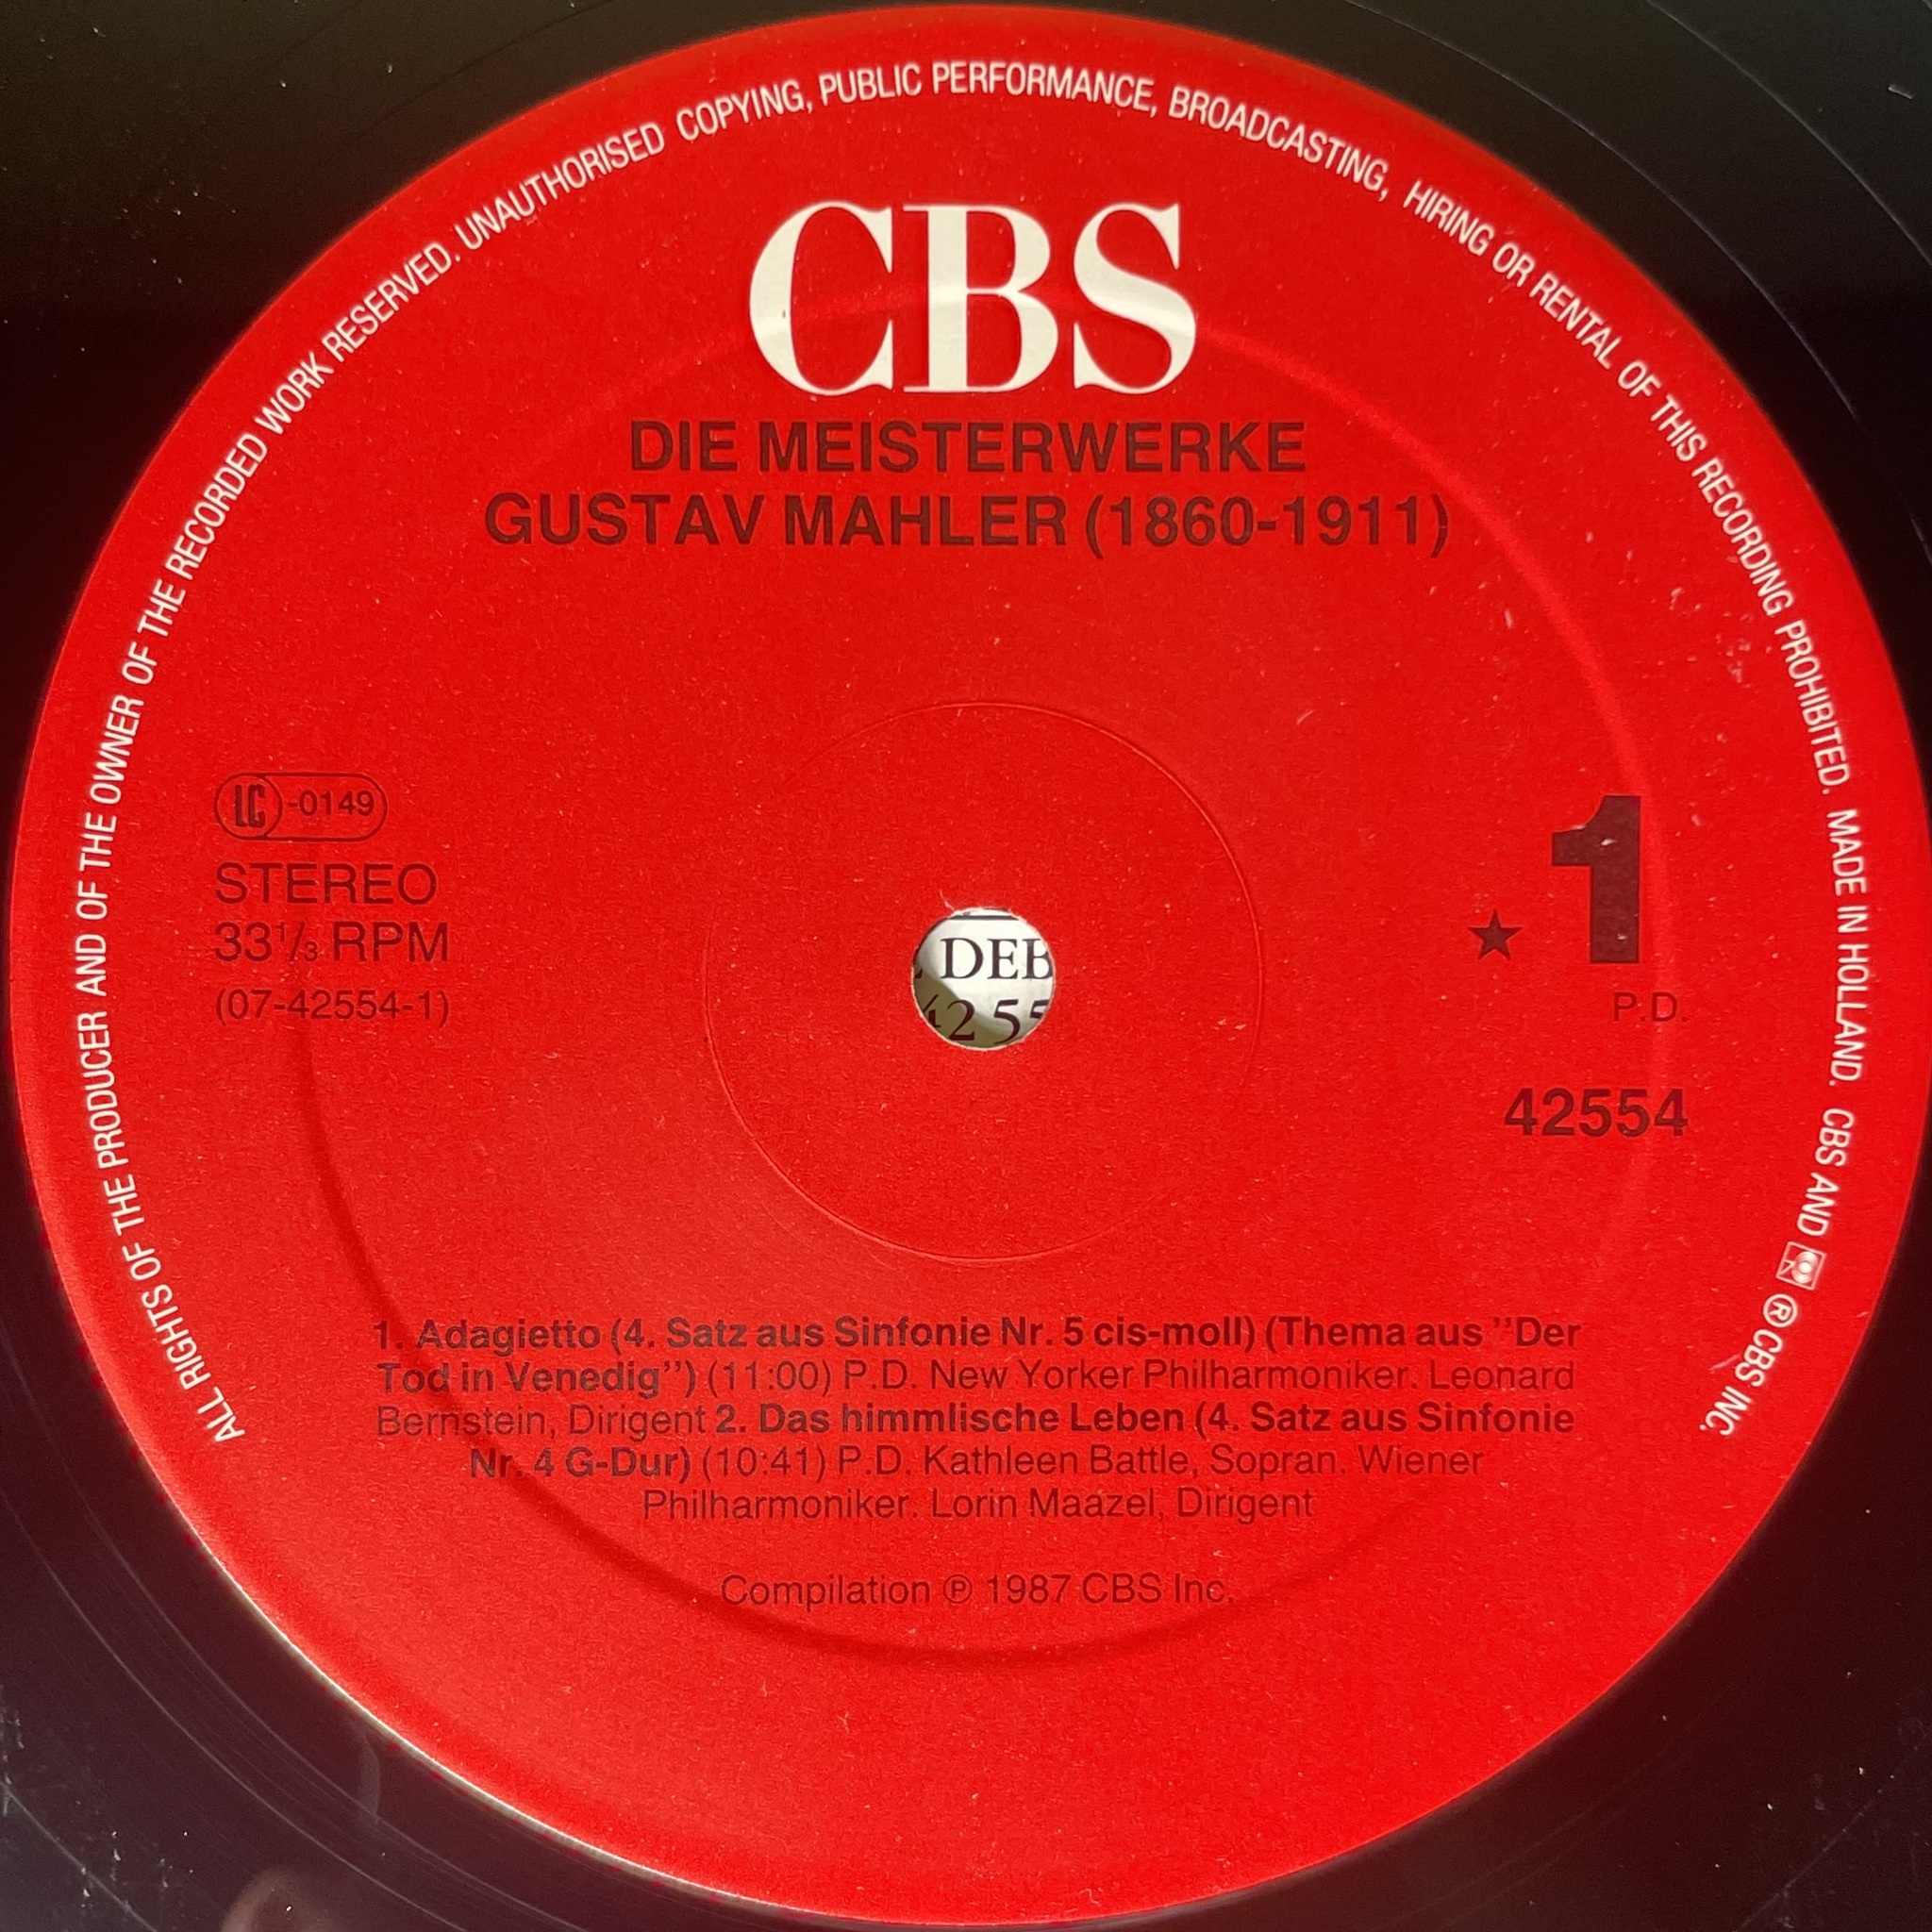 ALL RIGHTS OF THE PRODUCER AND OF THE OWNER OF THE RECORDED WORK RESERVED. UNAUTHORISED COPYING, PUBLIC PERFORMANCE, BROADCASTING, HIRING OR RENTAL OF THIS RECORDING PROHIBITED. MADE IN HOLLAND. CBS AND ® CBS INC.
CBS
DIE MEISTERWERKE
GUSTAV MAHLER (1860-1911)
LC-0149
STEREO
33⅓ RPM
(07-42554-1)
DEB
4255
★ 1
P.D.
42554
1. Adagietto (4. Satz aus Sinfonie Nr. 5 cis-moll) (Thema aus ''Der
Tod in Venedig'') (11:00) P.D. New Yorker Philharmoniker. Leonard
Bernstein, Dirigent 2. Das himmlische Leben (4. Satz aus Sinfonie
Nr. 4 G-Dur) (10:41) P.D. Kathleen Battle, Sopran. Wiener
Philharmoniker. Lorin Maazel, Dirigent
Compilation ℗ 1987 CBS Inc.